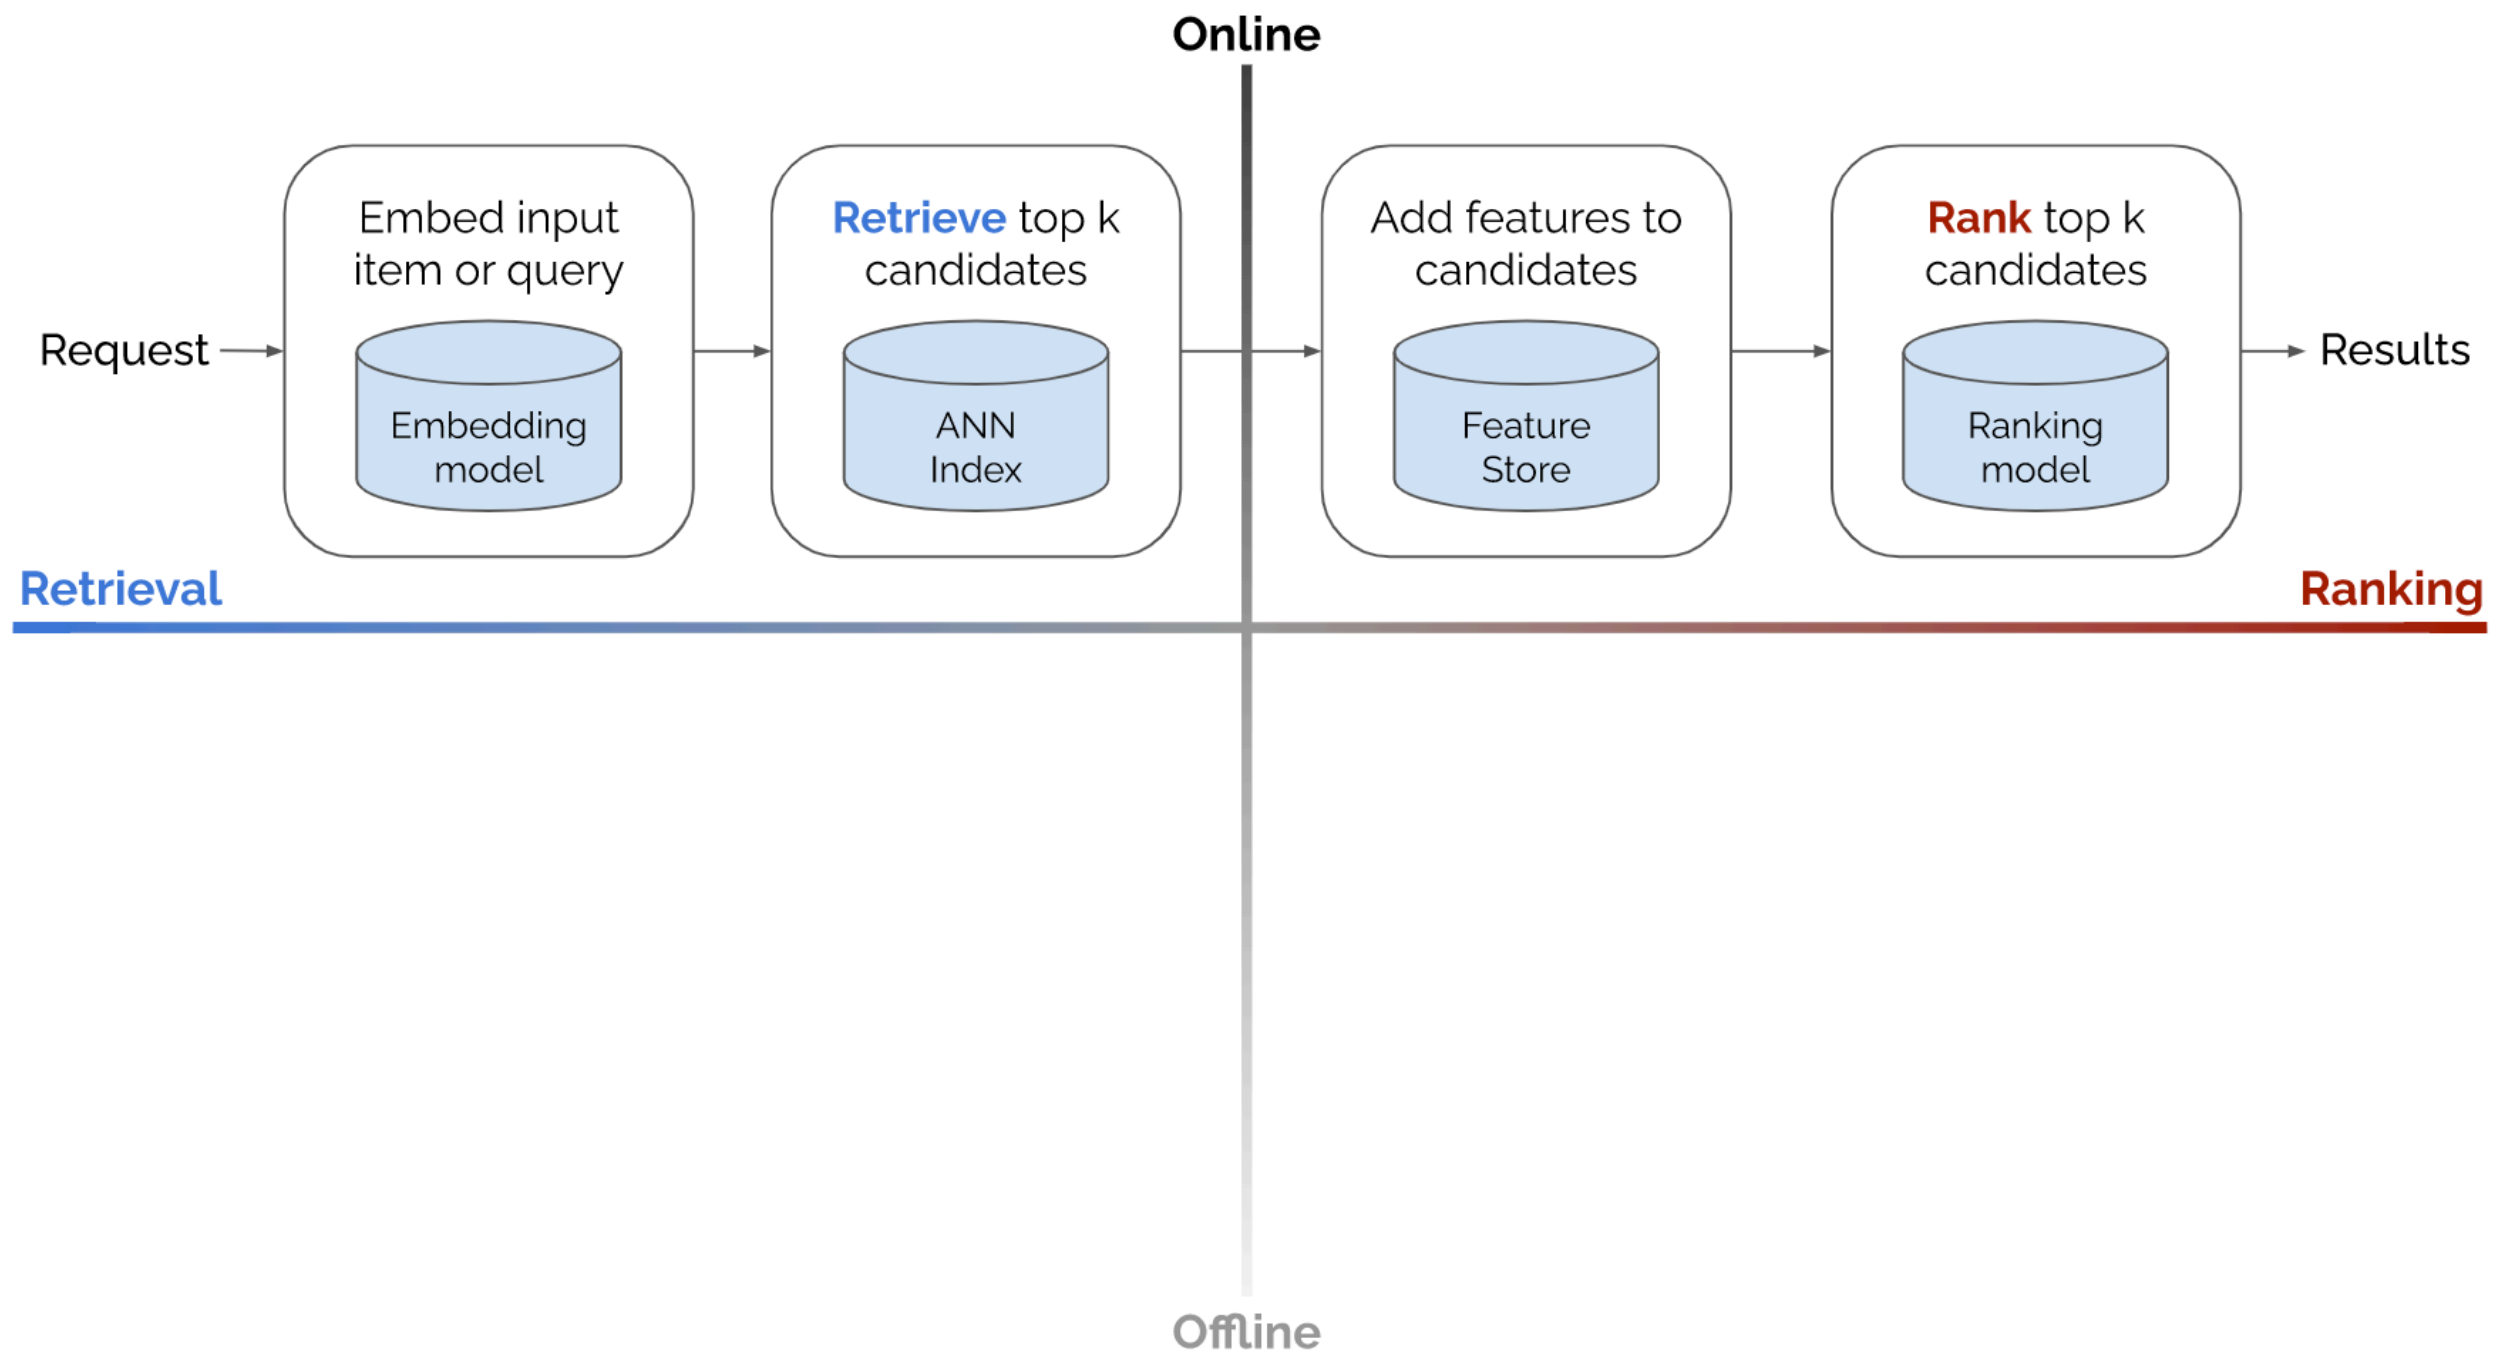 Online
Embed input
item or query
Retrieve top k
candidates
Add features to
candidates
Rank top k
candidates
Request
Embedding
model
ANN
Index
Feature
Store
Ranking
model
Results
Retrieval
Ranking
Offline